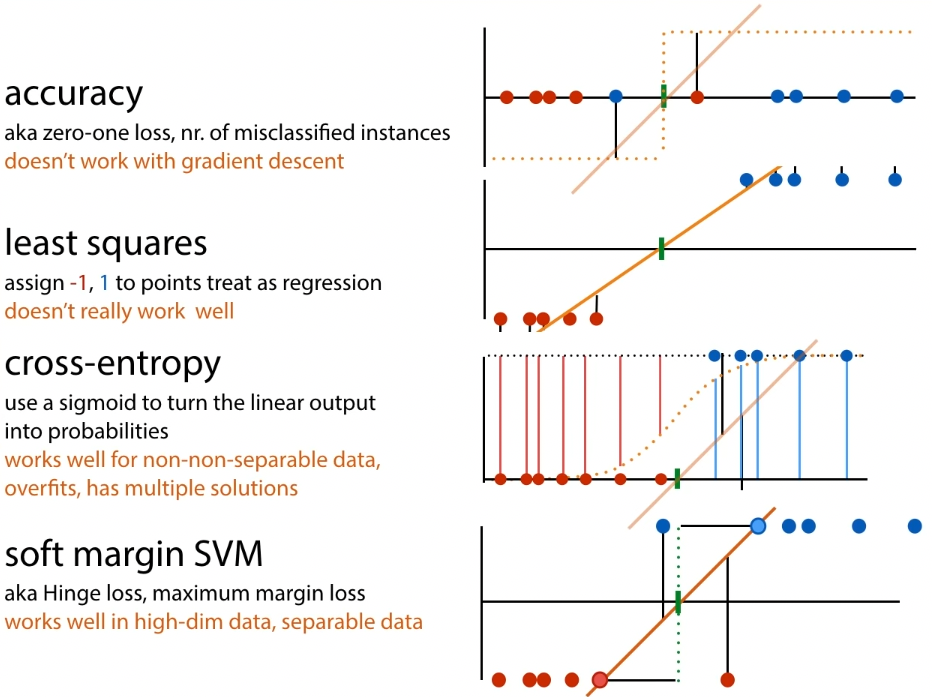 accuracy
aka zero-one loss, nr. of misclassified instances
doesn't work with gradient descent
least squares
assign -1, 1 to points treat as regression
doesn't really work well
cross-entropy
use a sigmoid to turn the linear output
into probabilities
works well for non-non-separable data,
overfits, has multiple solutions
soft margin SVM
aka Hinge loss, maximum margin loss
works well in high-dim data, separable data